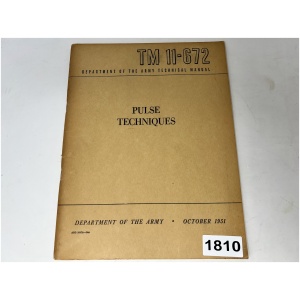 TM 11-672
DEPARTMENT OF THE ARMY TECHNICAL MANUAL
PULSE
TECHNIQUES
DEPARTMENT OF THE ARMY • OCTOBER 1951
1810